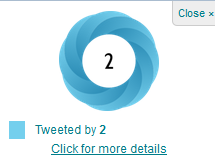 Close ×
2
Tweeted by 2
Click for more details